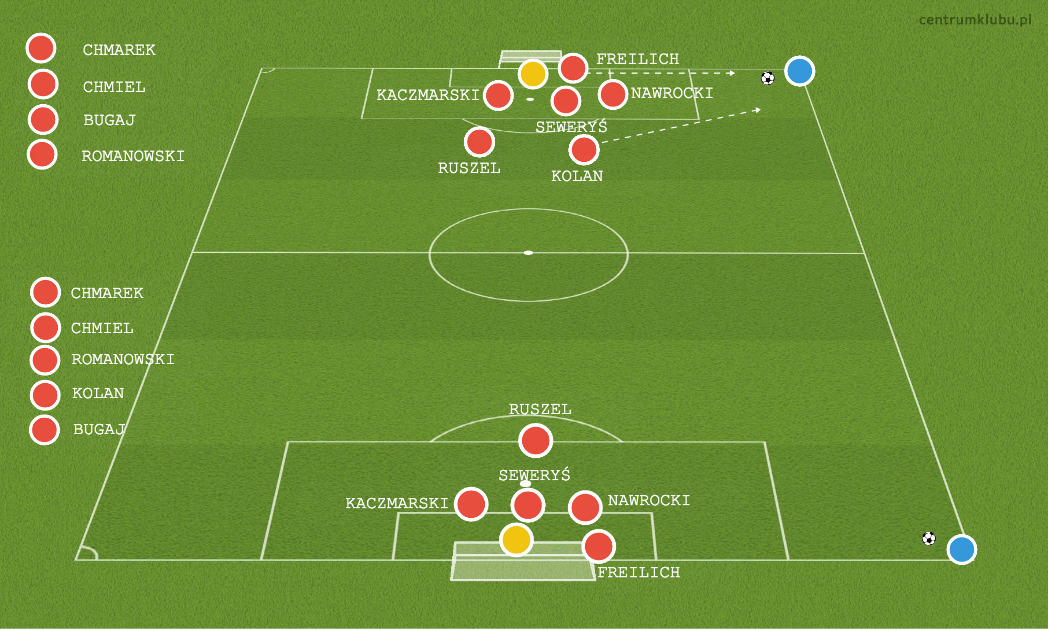 centrumklubu.pl
CHMAREK
CHMIEL
BUGAJ
ROMANOWSKI
FREILICH
KACZMARSKI
NAWROCKI
SEWERYŚ
RUSZEL
KOLAN
CHMAREK
CHMIEL
ROMANOWSKI
KOLAN
BUGAJ
RUSZEL
SEWERYŚ
KACZMARSKI
NAWROCKI
FREILICH